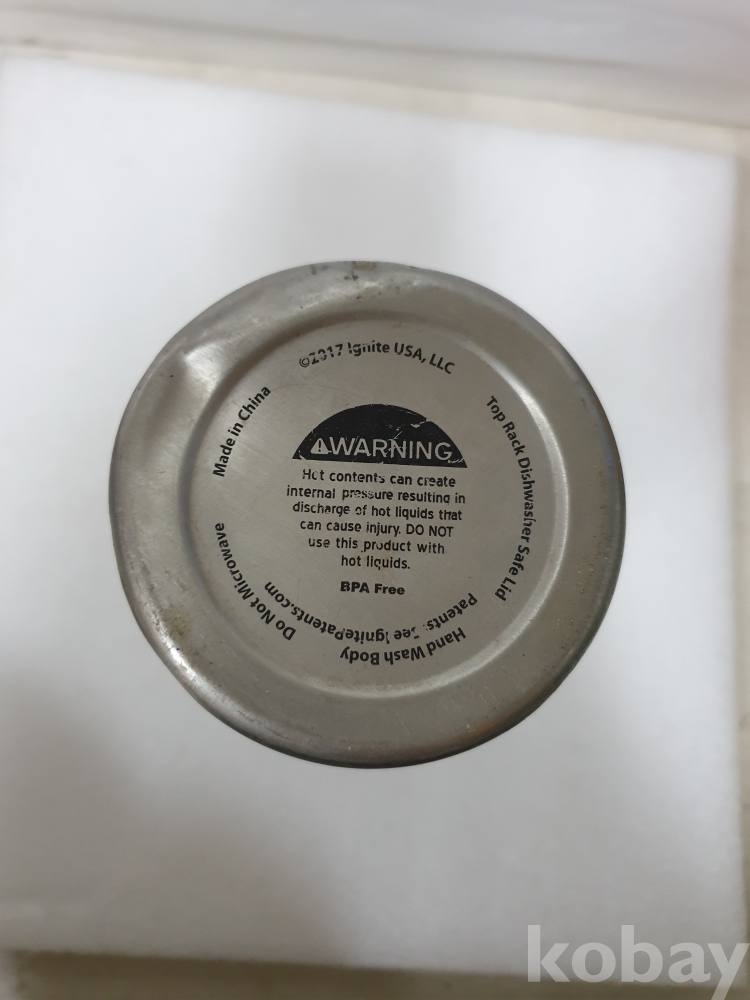 ©2017 Ignite USA, LLC
Top Rack Dishwasher Safe Lid
Hand Wash Body
Patents: See IgnitePatents.com
Do Not Microwave
Made in China
⚠WARNING
Hot contents can create
internal pressure resulting in
discharge of hot liquids that
can cause injury. DO NOT
use this product with
hot liquids.
BPA Free
kobay